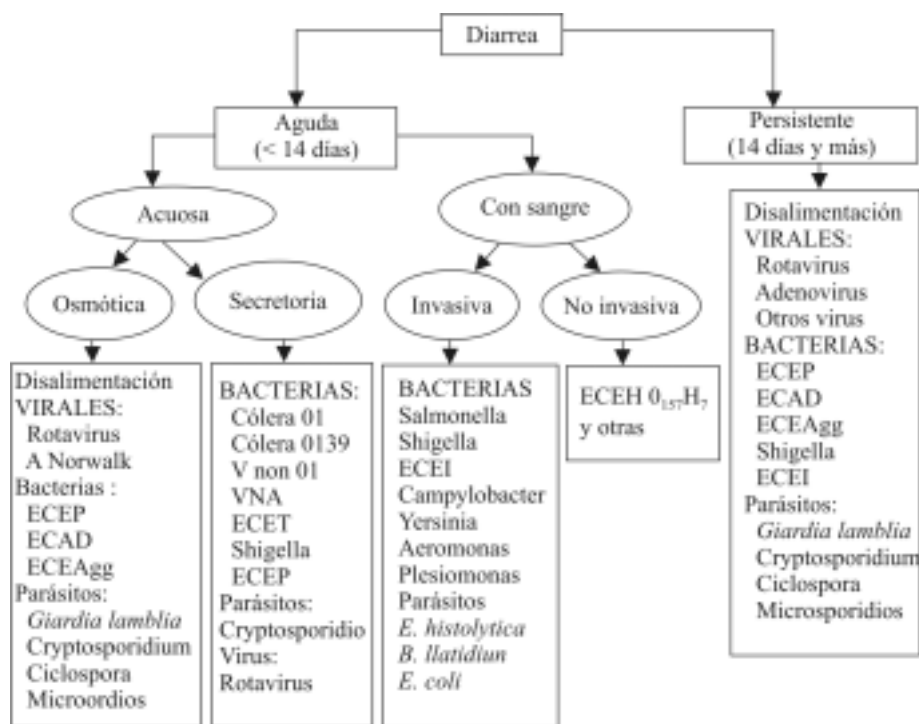 Diarrea
Aguda
(< 14 días)
Persistente
(14 días y más)
Acuosa
Con sangre
Osmótica
Secretoria
Invasiva
No invasiva
Disalimentación
VIRALES:
Rotavirus
A Norwalk
Bacterias :
ECEP
ECAD
ECEAgg
Parásitos:
Giardia lamblia
Cryptosporidium
Ciclospora
Microordios
BACTERIAS:
Cólera 01
Cólera 0139
V non 01
VNA
ECET
Shigella
ECEP
Parásitos:
Cryptosporidio
Virus:
Rotavirus
BACTERIAS
Salmonella
Shigella
ECEI
Campylobacter
Yersinia
Aeromonas
Plesiomonas
Parásitos
E. histolytica
B. llatidiun
E. coli
ECEH 0₁₅₇H₇
y otras
Disalimentación
VIRALES:
Rotavirus
Adenovirus
Otros virus
BACTERIAS:
ECEP
ECAD
ECEAgg
Shigella
ECEI
Parásitos:
Giardia lamblia
Cryptosporidium
Ciclospora
Microsporidios